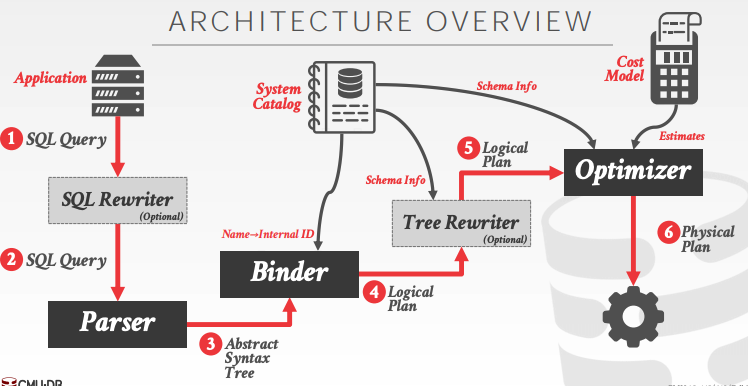 ARCHITECTURE OVERVIEW
Application
System
Catalog
Cost
Model
Schema Info
1 SQL Query
Estimates
5 Logical
Plan
Optimizer
SQL Rewriter
(Optional)
Schema Info
Tree Rewriter
(Optional)
Name→Internal ID
6 Physical
Plan
2 SQL Query
Binder
4 Logical
Plan
Parser
3 Abstract
Syntax
Tree
CMU·DB